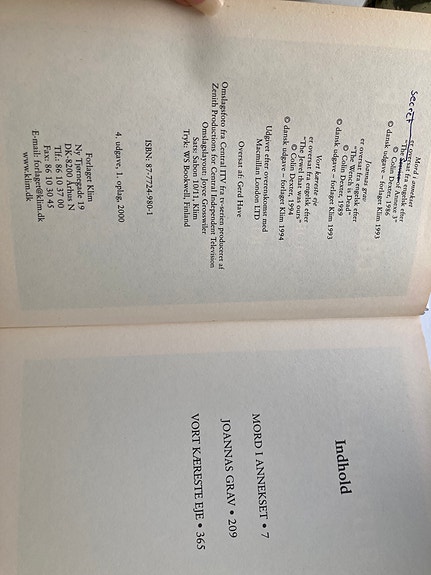 Mord i annekset
er oversat fra engelsk efter
Secret
"The Annexe 3"
© Colin Dexter, 1986
© dansk udgave – forlaget Klim 1993
Joannas grav
er oversat fra engelsk efter
"The Wench is Dead"
© Colin Dexter, 1989
© dansk udgave – forlaget Klim 1993
Vort kæreste eje
er oversat fra engelsk efter
"The Jewel that was ours"
© Colin Dexter, 1994
© dansk udgave – forlaget Klim 1994
Udgivet efter overenskomst med
Macmillan London LTD
Oversat af: Gerd Have
Omslagsfoto fra Central ITV fra tv-serien produceret af
Zenith Productions for Central Independent Television
Omslagslayout: Joyce Grosswiler
Sats: Sabon 10/11, Klim
Tryk: WS Bookwell, Finland
ISBN: 87-7724-980-1
4. udgave, 1. oplag, 2000
Forlaget Klim
Ny Tjørnegade 19
DK-8200 Århus N
Tlf.: 86 10 37 00
Fax: 86 10 30 45
E-mail: forlaget@klim.dk
www.klim.dk
Indhold
MORD I ANNEKSET • 7
JOANNAS GRAV • 209
VORT KÆRESTE EJE • 365